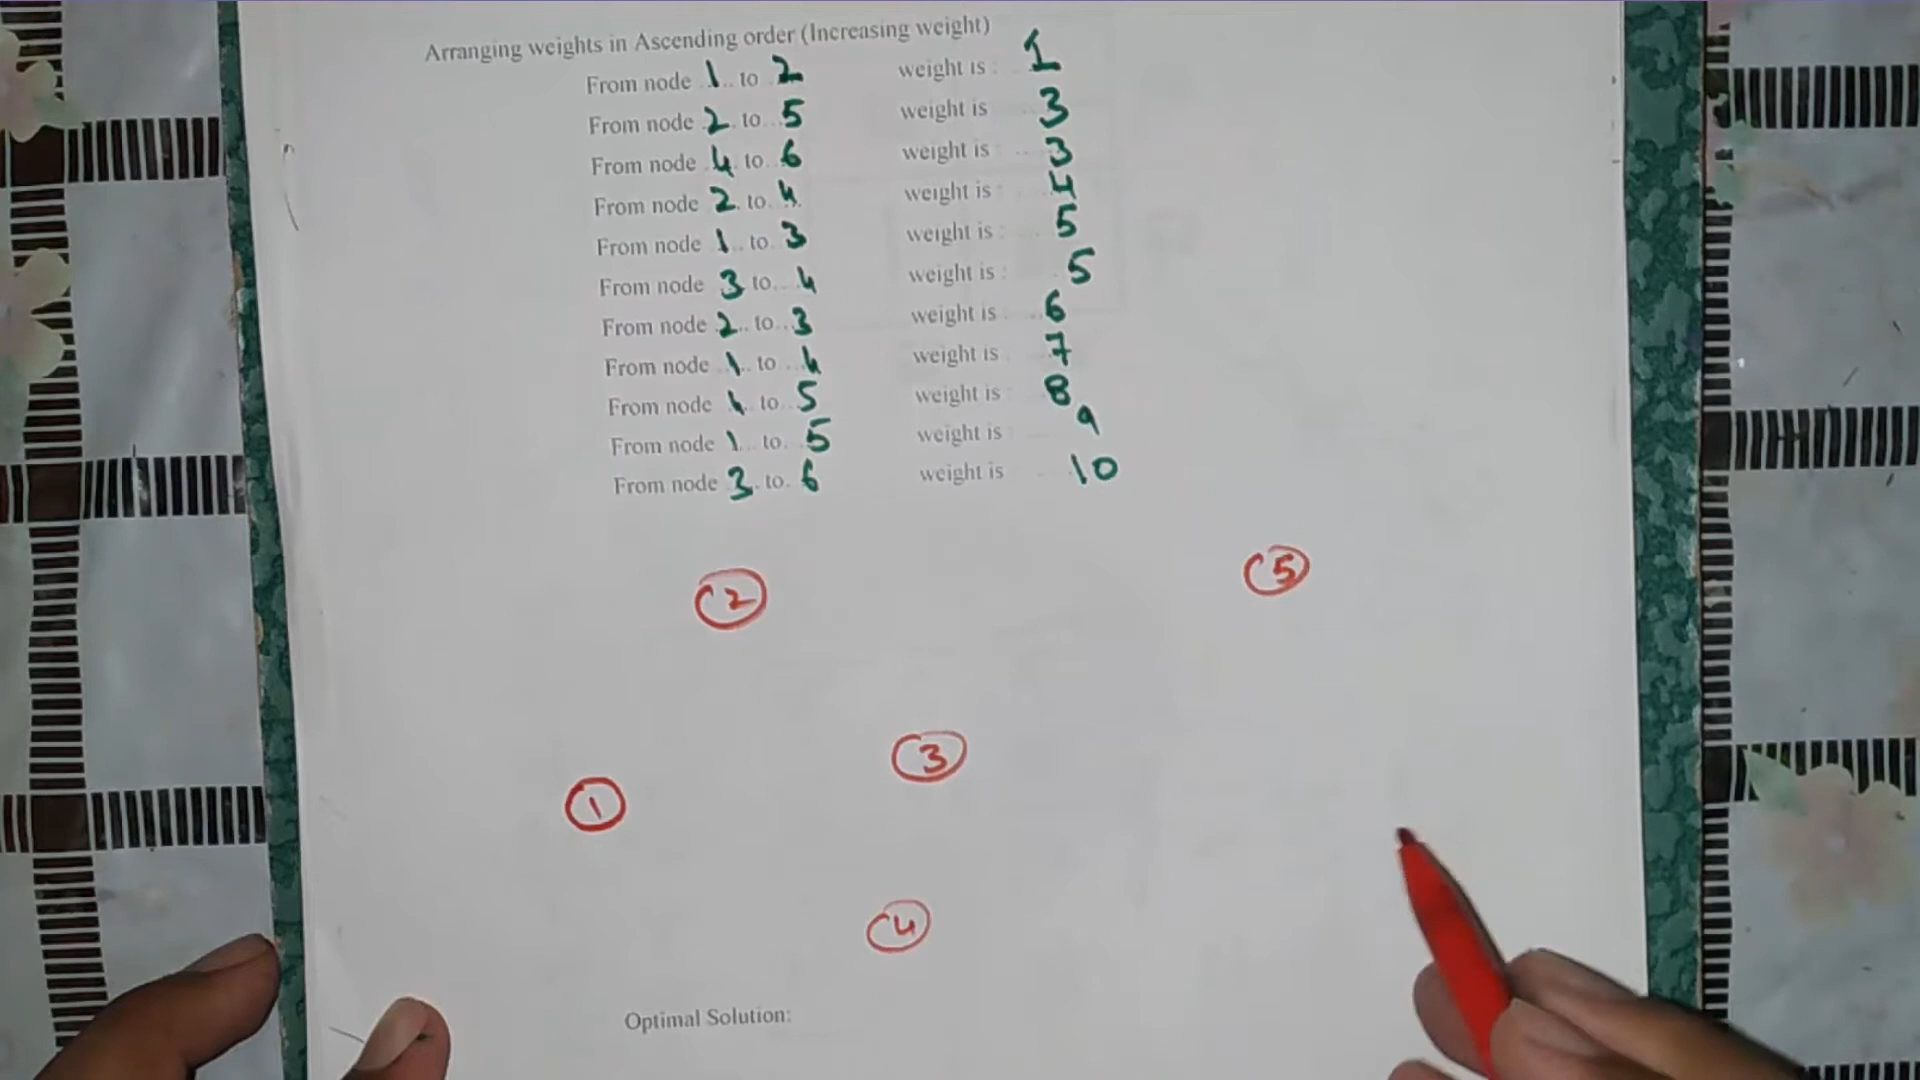 Arranging weights in Ascending order (Increasing weight)
From node 1 to 2 weight is : 1
From node 2 to 5 weight is 3
From node 4 to 6 weight is 3
From node 2 to 4 weight is : 4
From node 1 to 3 weight is : 5
From node 3 to 4 weight is : 5
From node 2 to 3 weight is : 6
From node 1 to 4 weight is 7
From node 4 to 5 weight is : 8
From node 1 to 5 weight is 9
From node 3 to 6 weight is 10
2 5
3
1
4
Optimal Solution: